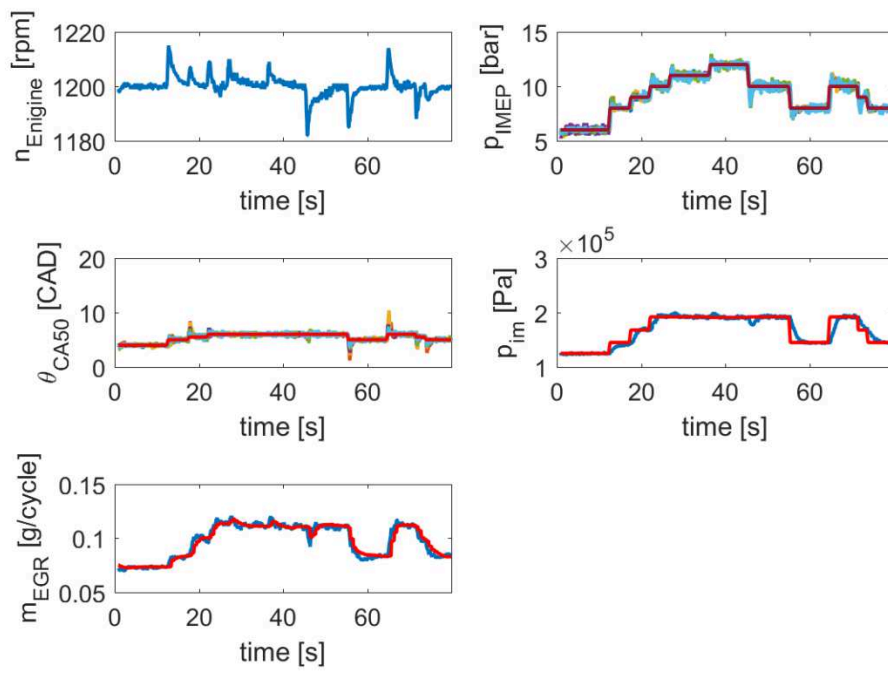 n_Enigine [rpm]
1220
1200
1180
0 20 40 60
time [s]
p_IMEP [bar]
15
10
5
0 20 40 60
time [s]
θ_CA50 [CAD]
20
10
0
0 20 40 60
time [s]
×10^5
p_im [Pa]
3
2
1
0 20 40 60
time [s]
m_EGR [g/cycle]
0.15
0.1
0.05
0 20 40 60
time [s]